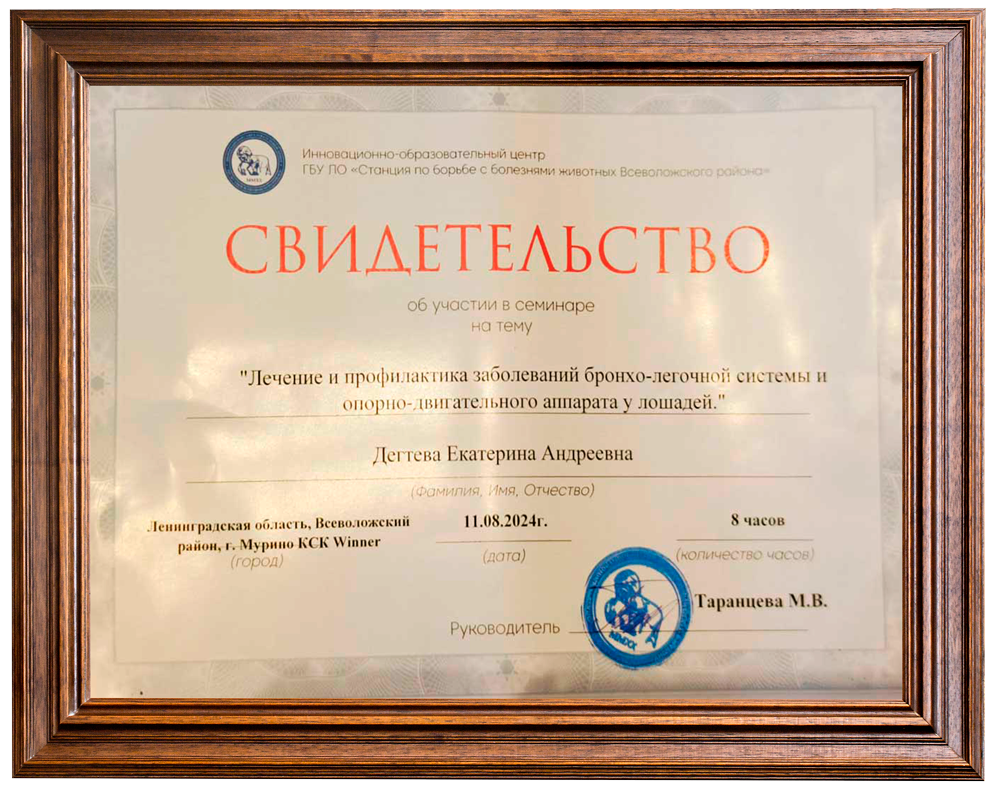 Инновационно-образовательный центр
ГБУ ЛО «Станция по борьбе с болезнями животных Всеволожского района»
СВИДЕТЕЛЬСТВО
об участии в семинаре
на тему
"Лечение и профилактика заболеваний бронхо-легочной системы и
опорно-двигательного аппарата у лошадей."
Дегтева Екатерина Андреевна
(Фамилия, Имя, Отчество)
Ленинградская область, Всеволожский
район, г. Мурино КСК Winner
(город)
11.08.2024г.
(дата)
8 часов
(количество часов)
Таранцева М.В.
Руководитель
MMXX